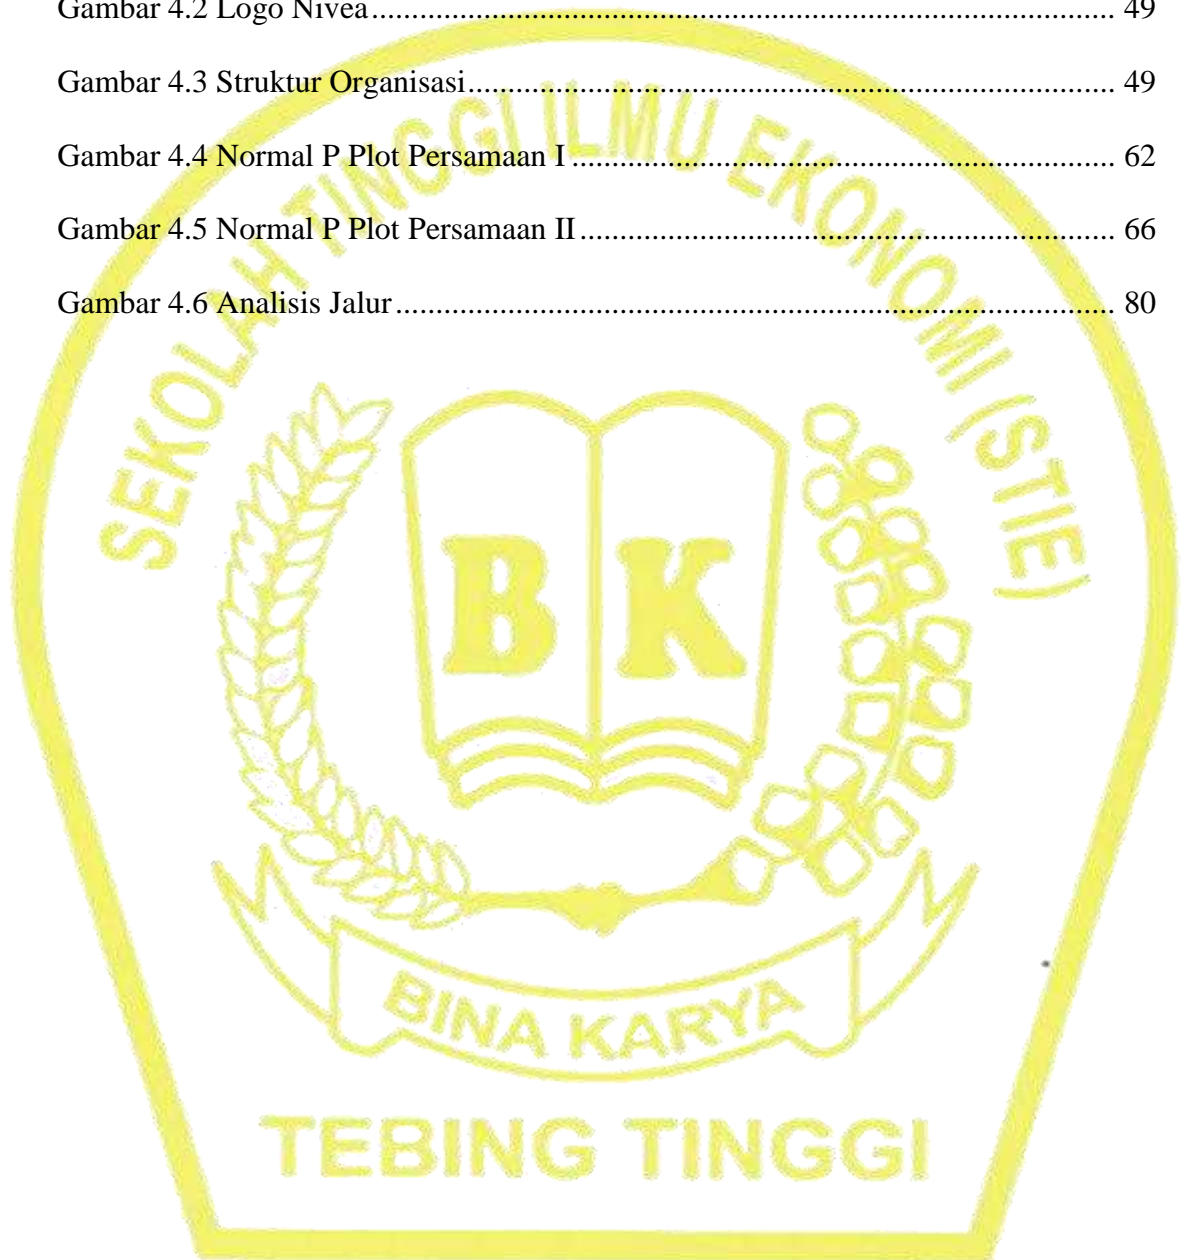 Gambar 4.2 Logo Nivea........................................................................................... 49
Gambar 4.3 Struktur Organisasi............................................................................... 49
Gambar 4.4 Normal P Plot Persamaan I .................................................................. 62
Gambar 4.5 Normal P Plot Persamaan II ................................................................. 66
Gambar 4.6 Analisis Jalur........................................................................................ 80
SEKOLAH TINGGI ILMU EKONOMI (STIE)
B K
BINA KARYA
TEBING TINGGI